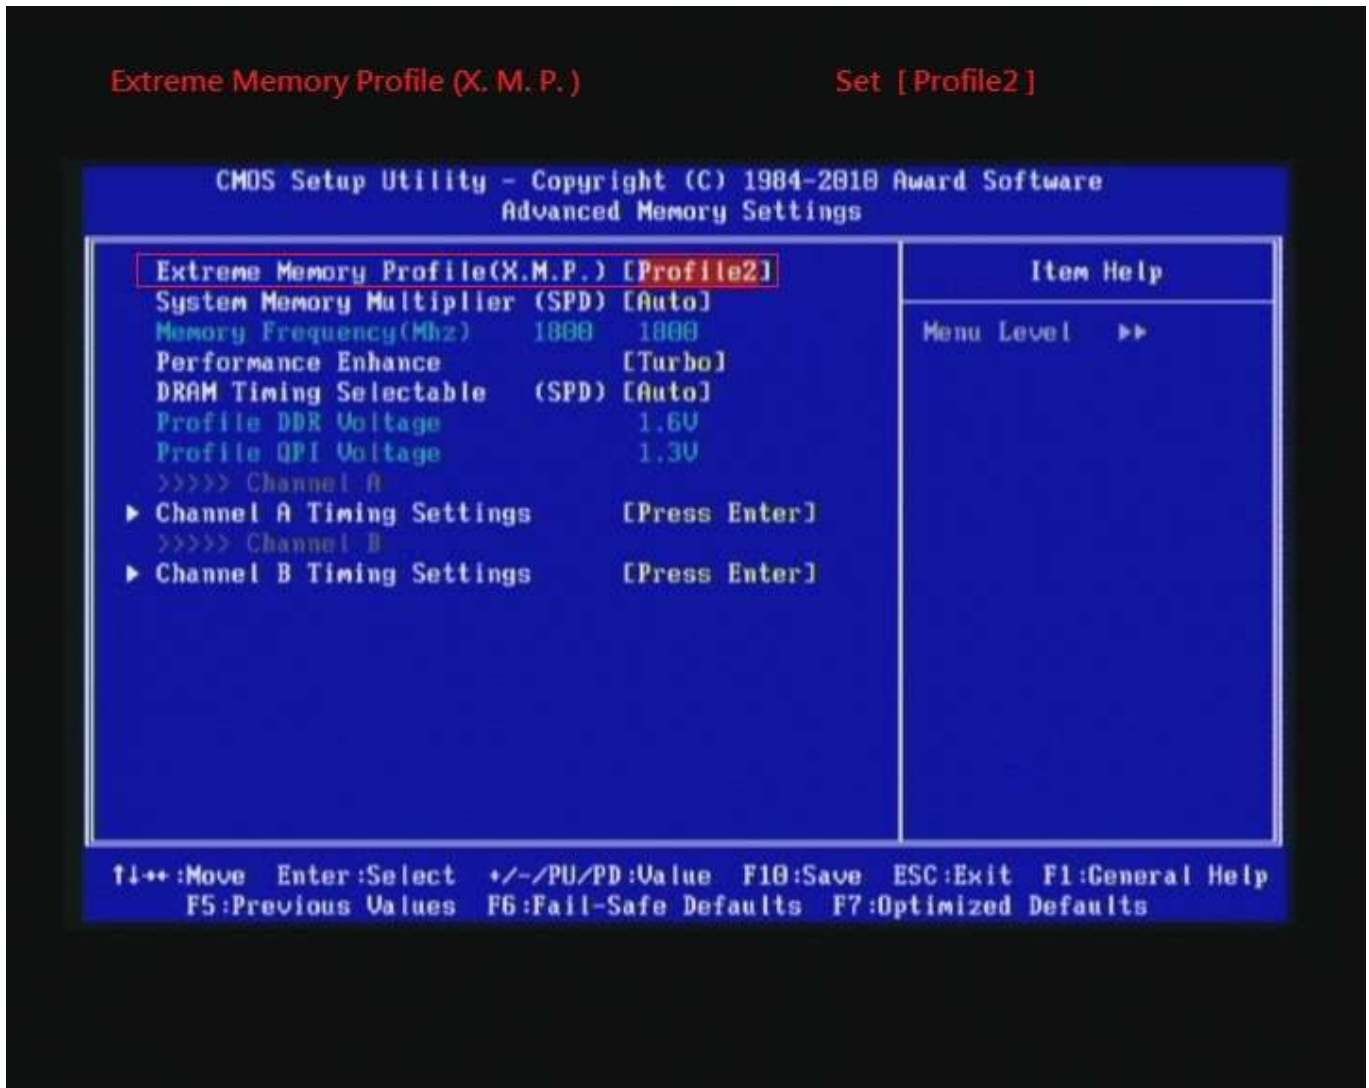 Extreme Memory Profile (X. M. P. ) Set [ Profile2 ]
CMOS Setup Utility - Copyright (C) 1984-2010 Award Software
Advanced Memory Settings
Extreme Memory Profile(X.M.P.) [Profile2]
System Memory Multiplier (SPD) [Auto]
Memory Frequency(Mhz) 1800 1800
Performance Enhance [Turbo]
DRAM Timing Selectable (SPD) [Auto]
Profile DDR Voltage 1.6V
Profile QPI Voltage 1.3V
>>>>> Channel A
▶ Channel A Timing Settings [Press Enter]
>>>>> Channel B
▶ Channel B Timing Settings [Press Enter]
Item Help
Menu Level ▶▶
↑↓→←:Move Enter:Select +/-/PU/PD:Value F10:Save ESC:Exit F1:General Help
F5:Previous Values F6:Fail-Safe Defaults F7:Optimized Defaults